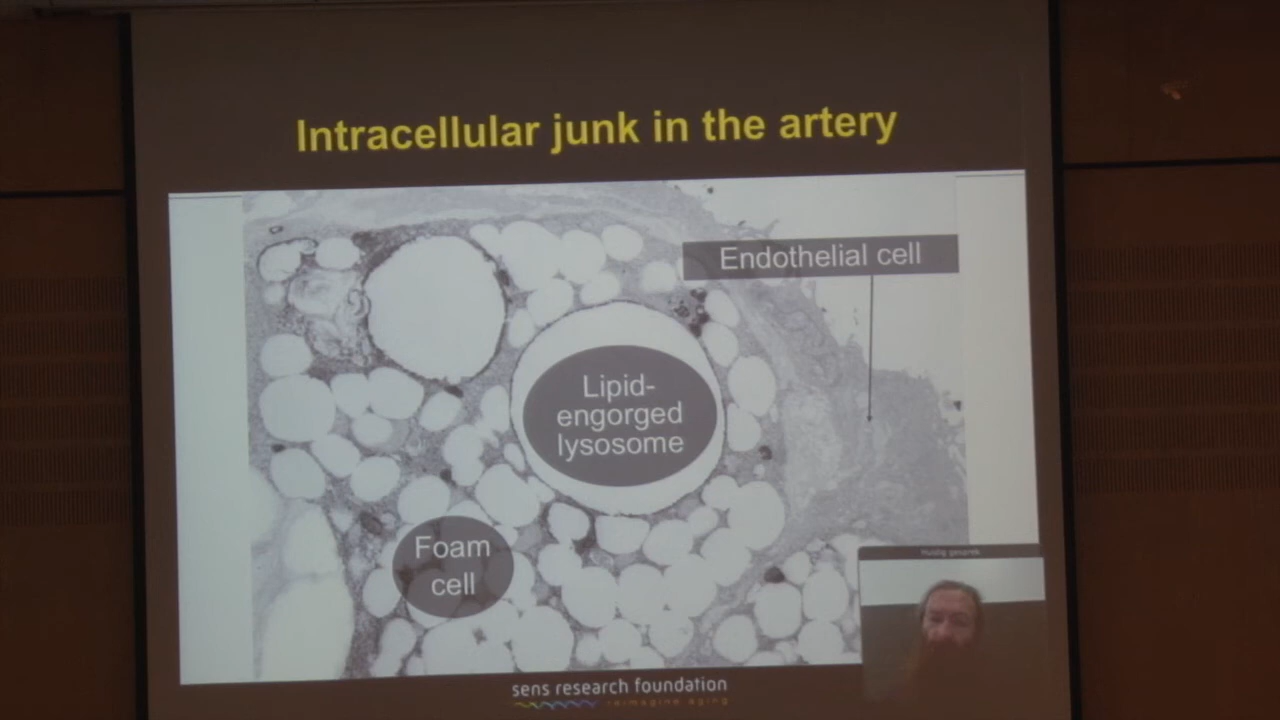 Intracellular junk in the artery
Endothelial cell
Lipid-
engorged
lysosome
Foam
cell
sens research foundation
reimagine aging